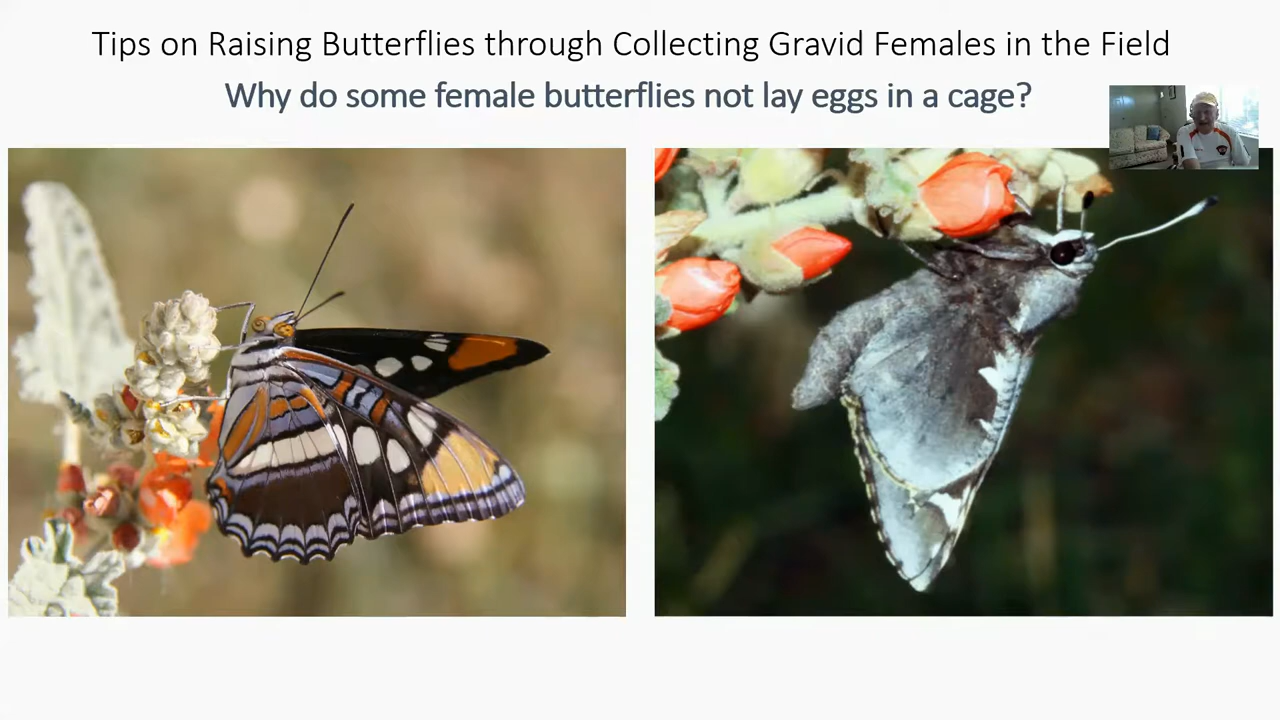 Tips on Raising Butterflies through Collecting Gravid Females in the Field
Why do some female butterflies not lay eggs in a cage?